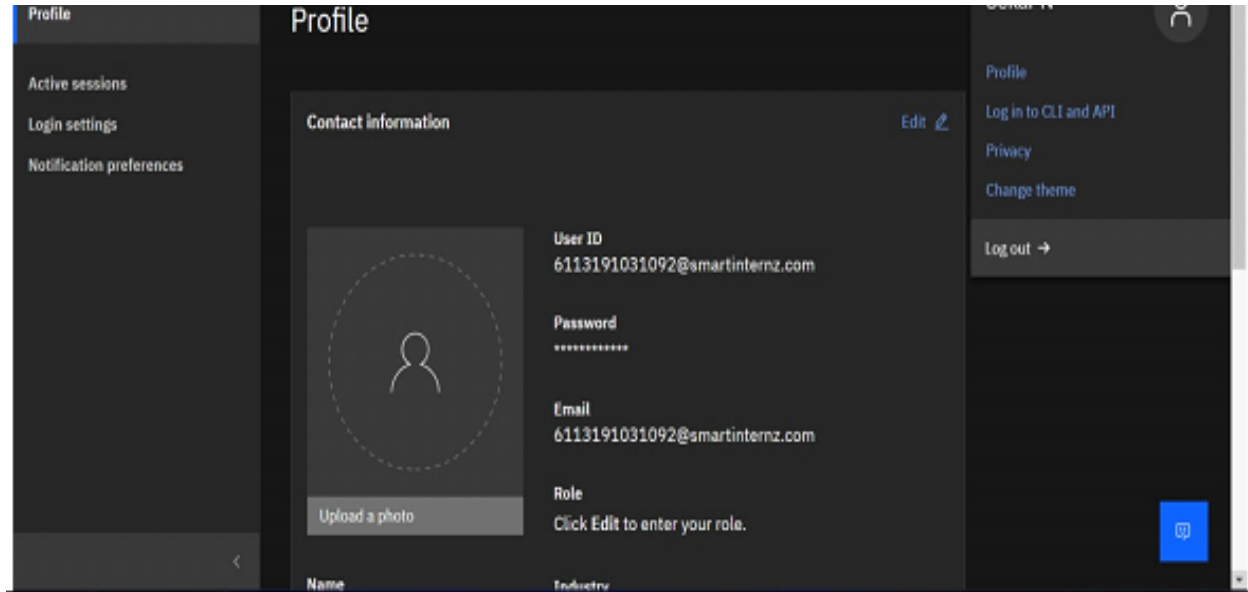 Profile
Active sessions
Login settings
Notification preferences
Profile
Contact information
Edit
User ID
6113191031092@smartinternz.com
Password
************
Email
6113191031092@smartinternz.com
Role
Click Edit to enter your role.
Upload a photo
Name
Industry
Profile
Log in to CLI and API
Privacy
Change theme
Log out →